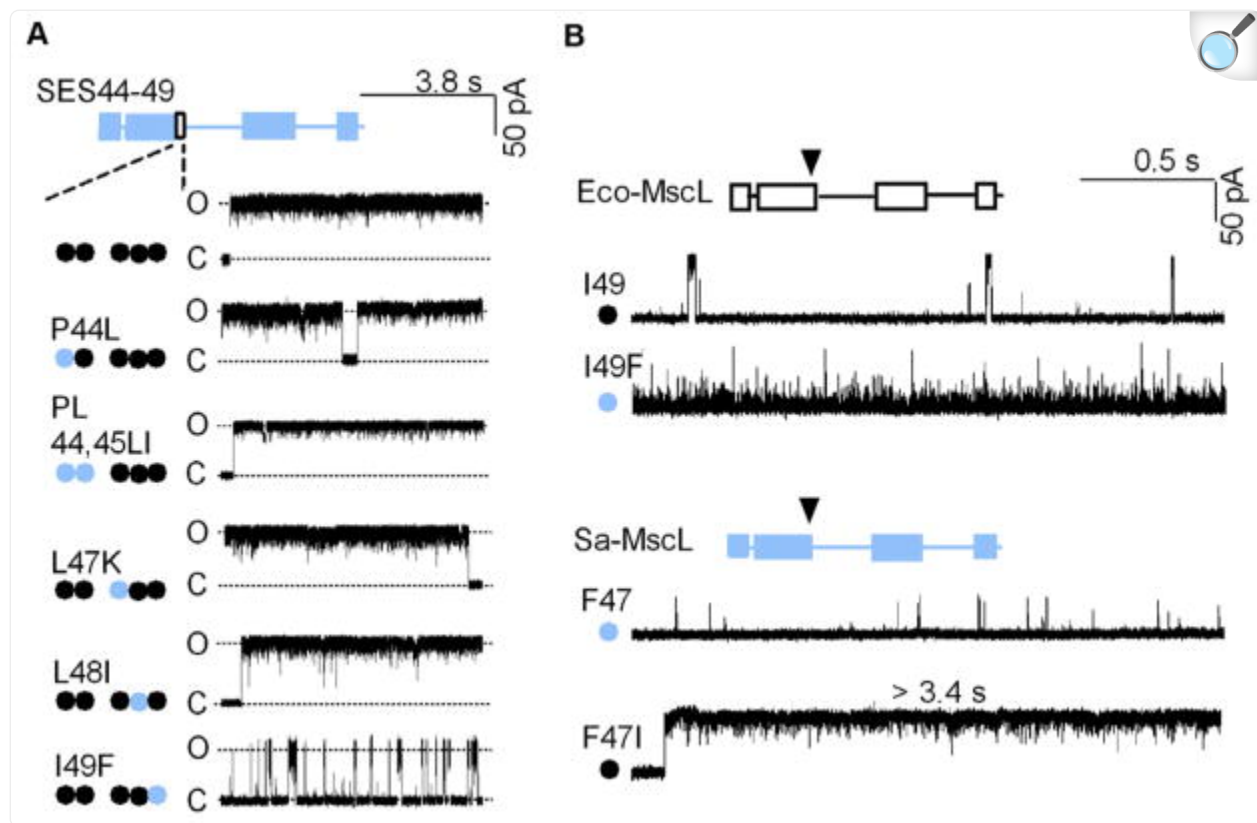 A
SES44-49
3.8 s
50 pA
O
C
P44L
O
C
PL
44,45LI
O
C
L47K
O
C
L48I
O
C
I49F
O
C
B
Eco-MscL
0.5 s
50 pA
I49
I49F
Sa-MscL
F47
> 3.4 s
F47I